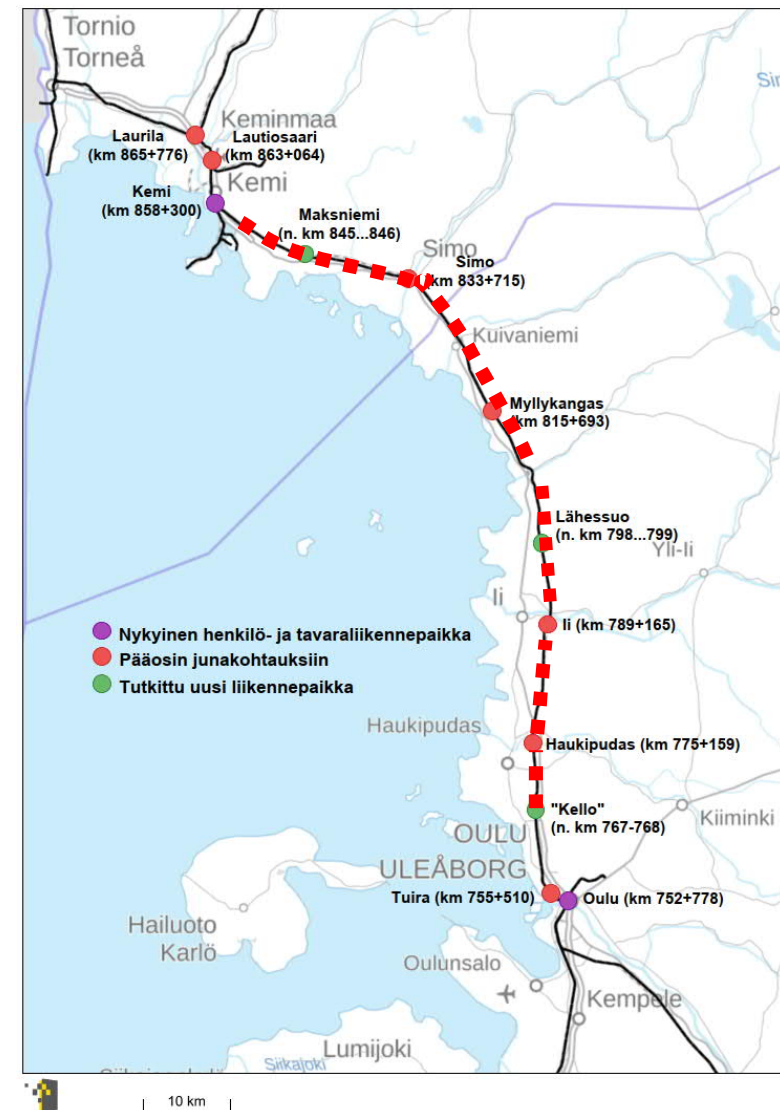 Tornio
Torneå
Sir
Keminmaa
Laurila
(km 865+776)
Lautiosaari
(km 863+064)
Kemi
Kemi
(km 858+300)
Maksniemi
(n. km 845...846)
Simo
Simo
(km 833+715)
Kuivaniemi
Myllykangas
(km 815+693)
Lähessuo
(n. km 798...799)
Yli-Ii
Ii
Ii (km 789+165)
Nykyinen henkilö- ja tavaraliikennepaikka
Pääosin junakohtauksiin
Tutkittu uusi liikennepaikka
Haukipudas
Haukipudas (km 775+159)
"Kello"
(n. km 767-768)
Kiiminki
OULU
ULEÅBORG
Tuira (km 755+510)
Oulu (km 752+778)
Hailuoto
Karlö
Oulunsalo
Kempele
Lumijoki
Siikajoki
10 km